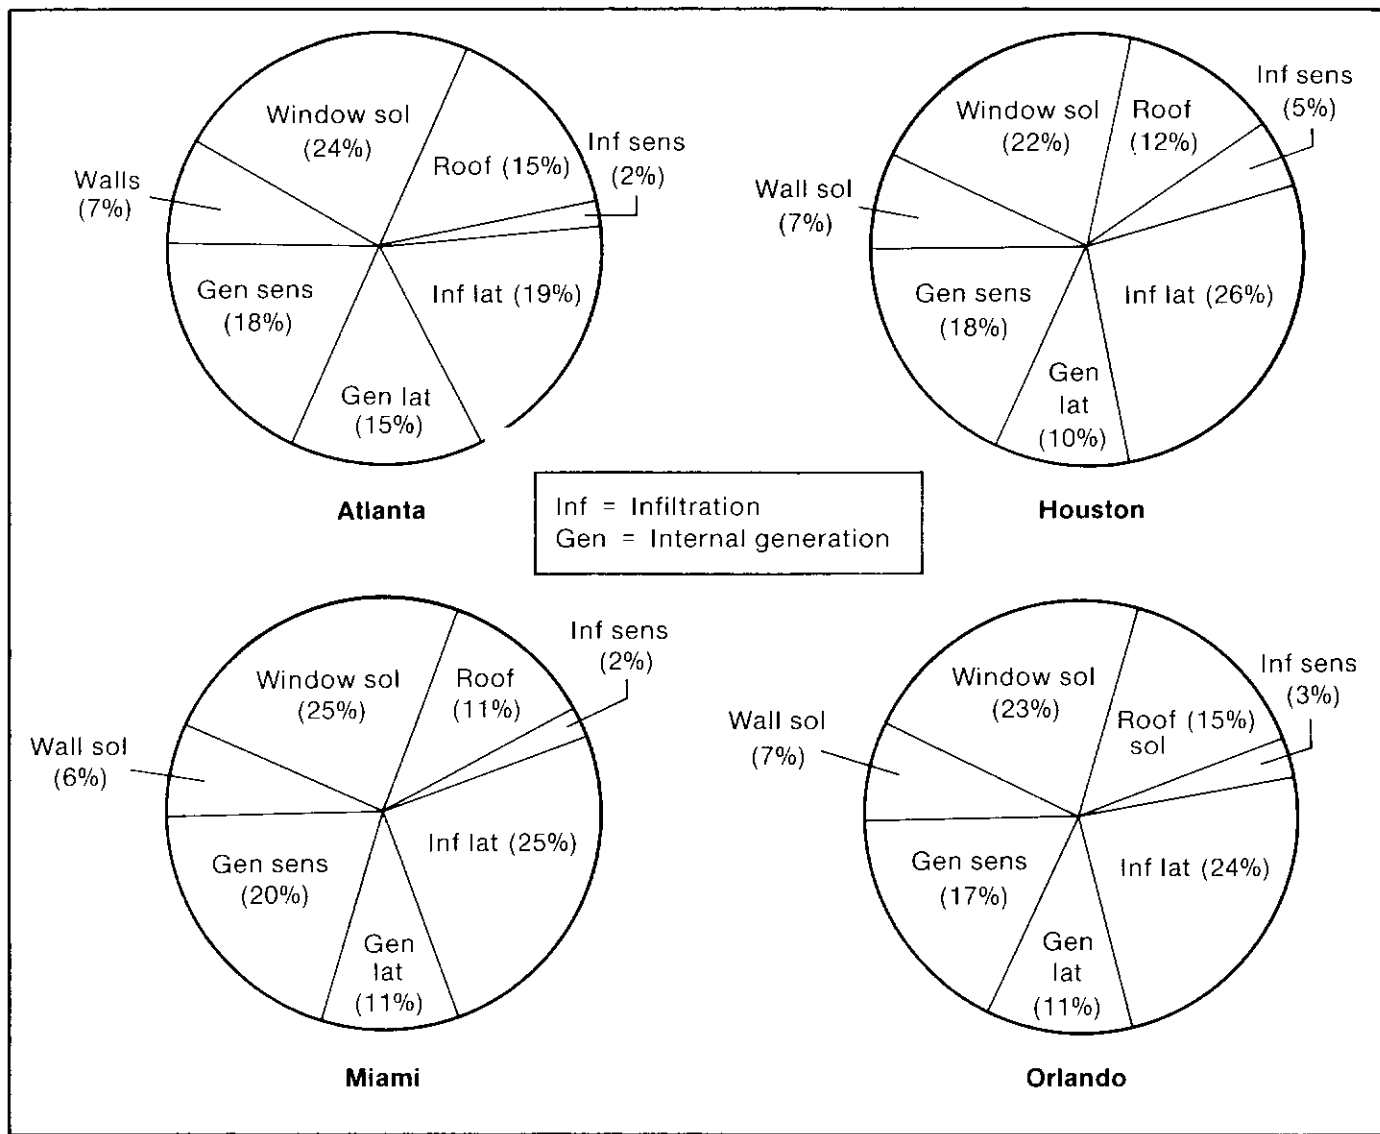 Window sol
(24%)
Roof (15%)
Inf sens
(2%)
Walls
(7%)
Gen sens
(18%)
Inf lat (19%)
Gen lat
(15%)
Atlanta
Window sol
(22%)
Roof
(12%)
Inf sens
(5%)
Wall sol
(7%)
Gen sens
(18%)
Inf lat (26%)
Gen
lat
(10%)
Houston
Inf = Infiltration
Gen = Internal generation
Window sol
(25%)
Roof
(11%)
Inf sens
(2%)
Wall sol
(6%)
Gen sens
(20%)
Inf lat (25%)
Gen
lat
(11%)
Miami
Window sol
(23%)
Roof (15%)
sol
Inf sens
(3%)
Wall sol
(7%)
Gen sens
(17%)
Inf lat (24%)
Gen
lat
(11%)
Orlando